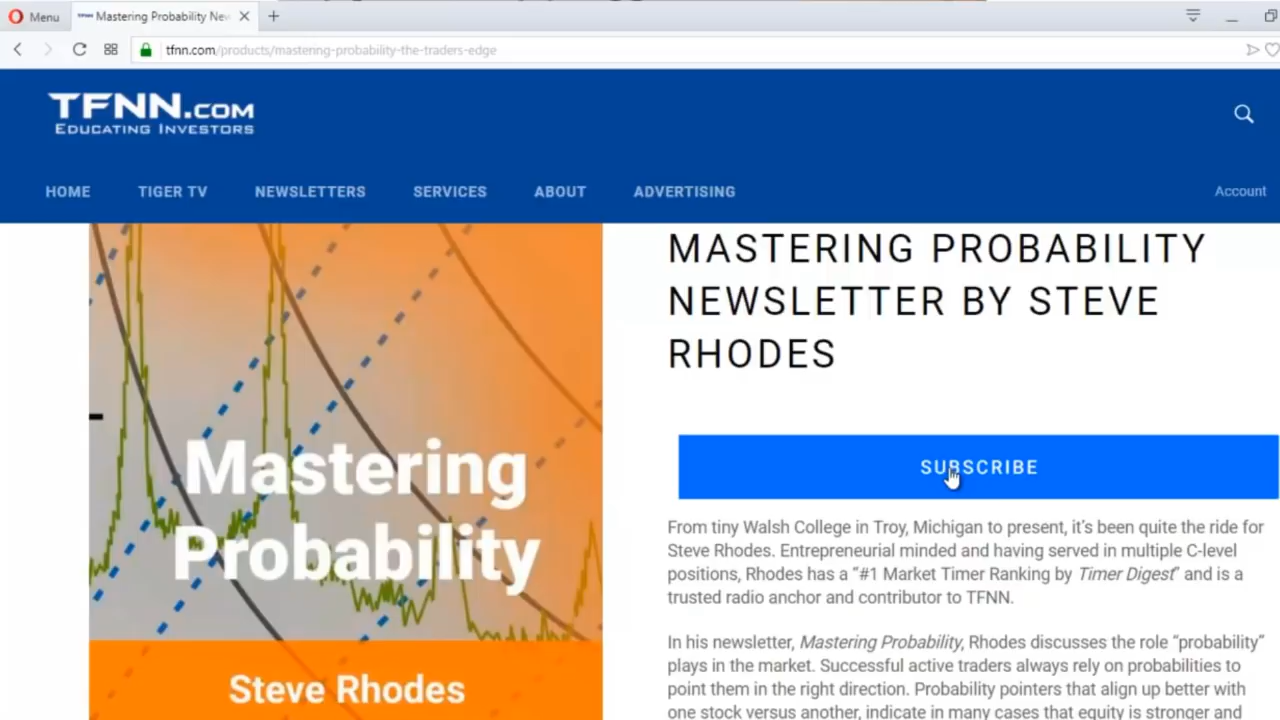 Menu
TFNN Mastering Probability New
tfnn.com/products/mastering-probability-the-traders-edge
TFNN.COM
EDUCATING INVESTORS
HOME TIGER TV NEWSLETTERS SERVICES ABOUT ADVERTISING Account
Mastering
Probability
Steve Rhodes
MASTERING PROBABILITY
NEWSLETTER BY STEVE
RHODES
SUBSCRIBE
From tiny Walsh College in Troy, Michigan to present, it's been quite the ride for
Steve Rhodes. Entrepreneurial minded and having served in multiple C-level
positions, Rhodes has a “#1 Market Timer Ranking by Timer Digest” and is a
trusted radio anchor and contributor to TFNN.
In his newsletter, Mastering Probability, Rhodes discusses the role “probability”
plays in the market. Successful active traders always rely on probabilities to
point them in the right direction. Probability pointers that align up better with
one stock versus another, indicate in many cases that equity is stronger and